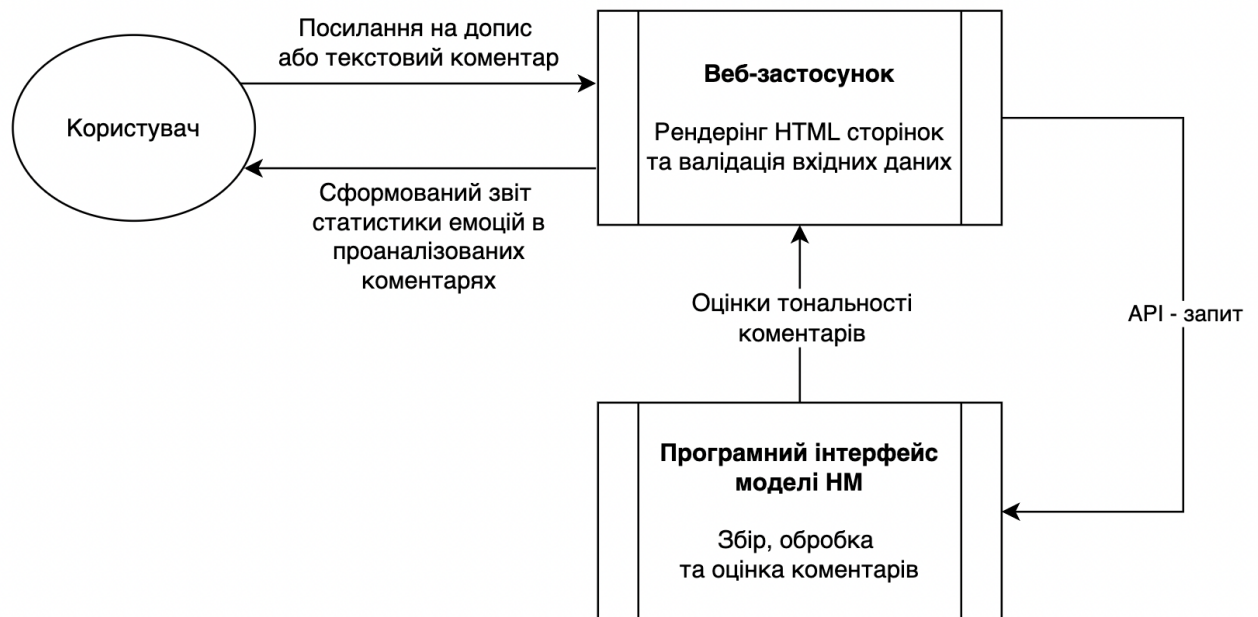 Посилання на допис
або текстовий коментар
Користувач
Веб-застосунок
Рендерінг HTML сторінок
та валідація вхідних даних
Сформований звіт
статистики емоцій в
проаналізованих
коментарях
Оцінки тональності
коментарів
API - запит
Програмний інтерфейс
моделі НМ
Збір, обробка
та оцінка коментарів